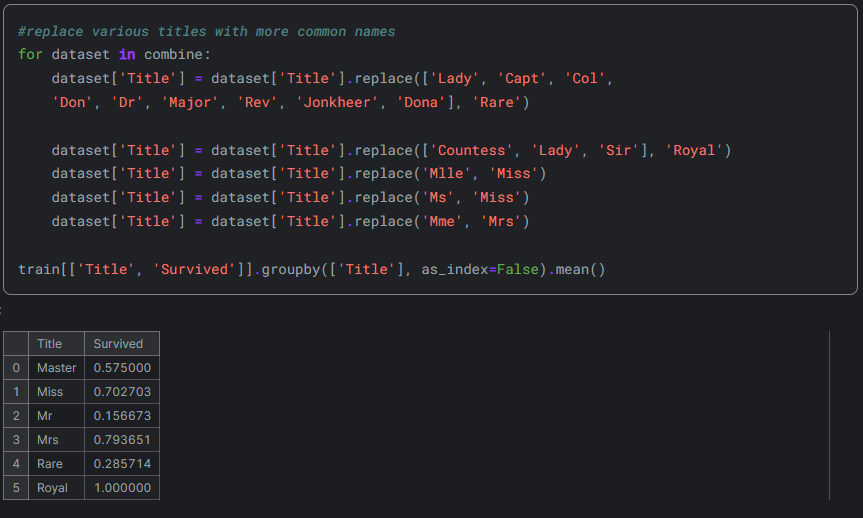 #replace various titles with more common names
for dataset in combine:
    dataset['Title'] = dataset['Title'].replace(['Lady', 'Capt', 'Col',
    'Don', 'Dr', 'Major', 'Rev', 'Jonkheer', 'Dona'], 'Rare')
    dataset['Title'] = dataset['Title'].replace(['Countess', 'Lady', 'Sir'], 'Royal')
    dataset['Title'] = dataset['Title'].replace('Mlle', 'Miss')
    dataset['Title'] = dataset['Title'].replace('Ms', 'Miss')
    dataset['Title'] = dataset['Title'].replace('Mme', 'Mrs')
train[['Title', 'Survived']].groupby(['Title'], as_index=False).mean()
:
Title Survived
0 Master 0.575000
1 Miss 0.702703
2 Mr 0.156673
3 Mrs 0.793651
4 Rare 0.285714
5 Royal 1.000000